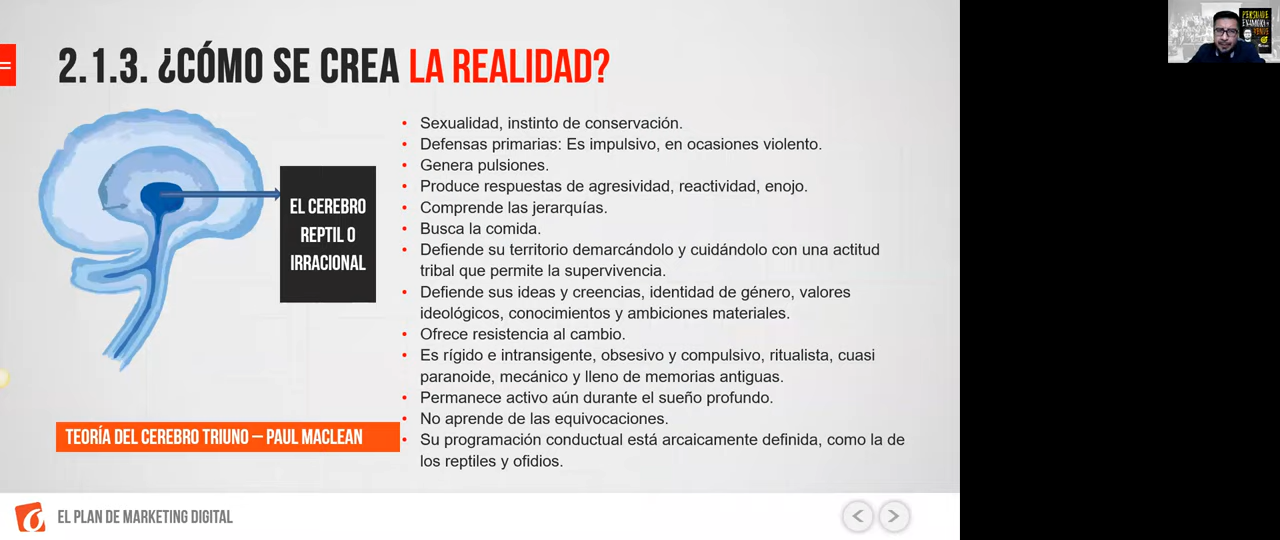 2.1.3. ¿CÓMO SE CREA LA REALIDAD?
EL CEREBRO
REPTIL O
IRRACIONAL
• Sexualidad, instinto de conservación.
• Defensas primarias: Es impulsivo, en ocasiones violento.
• Genera pulsiones.
• Produce respuestas de agresividad, reactividad, enojo.
• Comprende las jerarquías.
• Busca la comida.
• Defiende su territorio demarcándolo y cuidándolo con una actitud
tribal que permite la supervivencia.
• Defiende sus ideas y creencias, identidad de género, valores
ideológicos, conocimientos y ambiciones materiales.
• Ofrece resistencia al cambio.
• Es rígido e intransigente, obsesivo y compulsivo, ritualista, cuasi
paranoide, mecánico y lleno de memorias antiguas.
• Permanece activo aún durante el sueño profundo.
• No aprende de las equivocaciones.
• Su programación conductual está arcaicamente definida, como la de
los reptiles y ofidios.
TEORÍA DEL CEREBRO TRIUNO – PAUL MACLEAN
EL PLAN DE MARKETING DIGITAL
PERSUADE